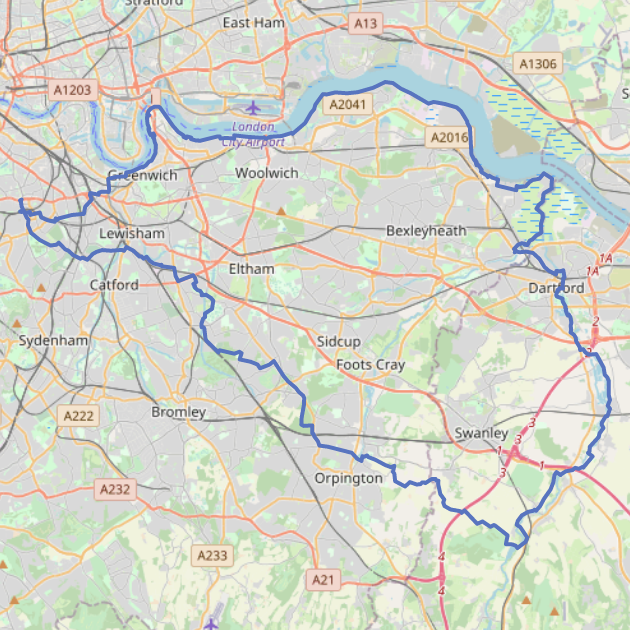 Stratford
East Ham
A13
A1306
A1203
A2041
London
City Airport
A2016
Greenwich
Woolwich
Lewisham
Bexleyheath
1A
1A
Eltham
Catford
Dartford
2
Sydenham
Sidcup
Foots Cray
A222
Bromley
Swanley
3
3
1
1
3
3
A232
Orpington
A233
4
A21
4